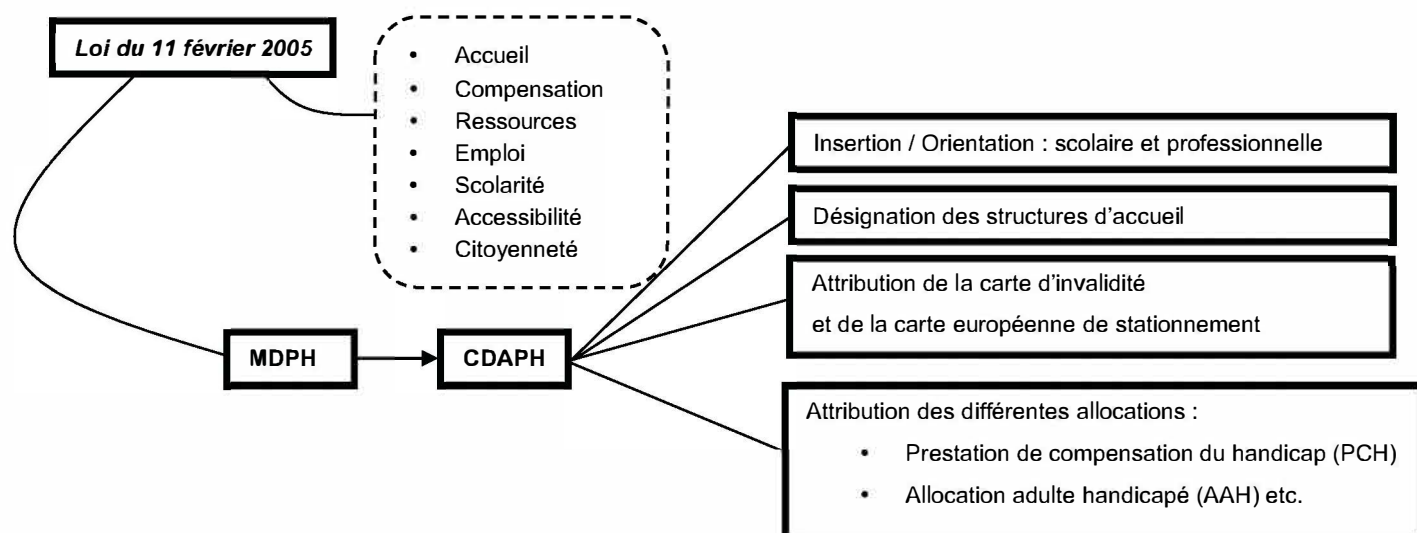 Loi du 11 février 2005
• Accueil
• Compensation
• Ressources
• Emploi
• Scolarité
• Accessibilité
• Citoyenneté
MDPH
CDAPH
Insertion / Orientation : scolaire et professionnelle
Désignation des structures d’accueil
Attribution de la carte d’invalidité
et de la carte européenne de stationnement
Attribution des différentes allocations :
• Prestation de compensation du handicap (PCH)
• Allocation adulte handicapé (AAH) etc.